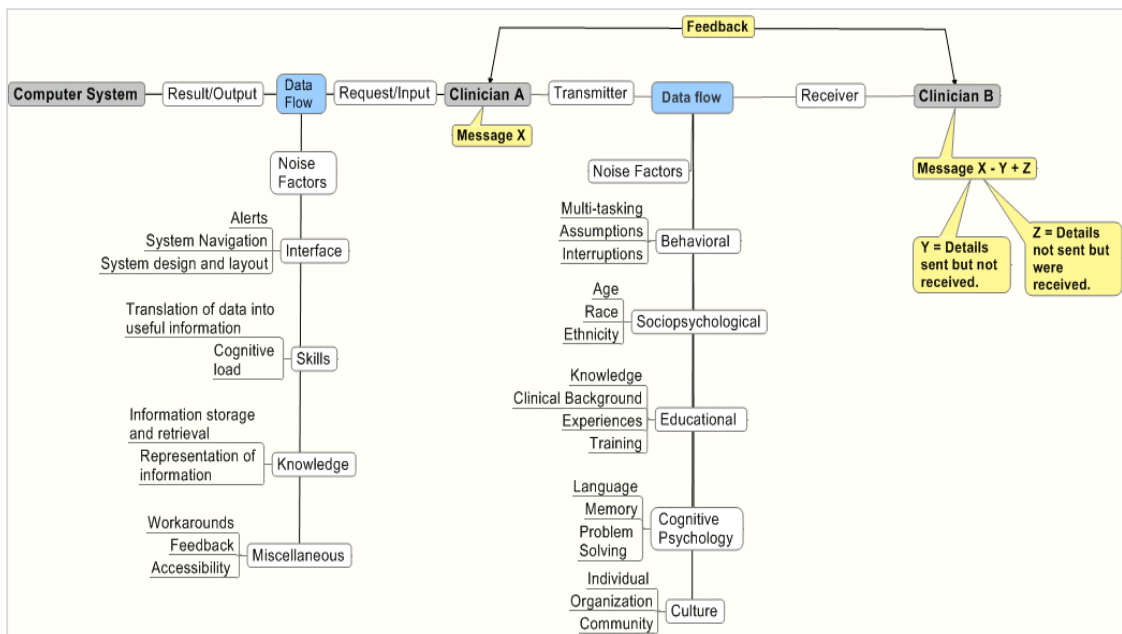 Feedback
Computer System
Result/Output
Data
Flow
Request/Input
Clinician A
Transmitter
Data flow
Receiver
Clinician B
Message X
Noise
Factors
Alerts
System Navigation
System design and layout
Interface
Translation of data into
useful information
Cognitive
load
Skills
Information storage
and retrieval
Representation of
information
Knowledge
Workarounds
Feedback
Accessibility
Miscellaneous
Noise Factors
Multi-tasking
Assumptions
Interruptions
Behavioral
Age
Race
Ethnicity
Sociopsychological
Knowledge
Clinical Background
Experiences
Training
Educational
Language
Memory
Problem
Solving
Cognitive
Psychology
Individual
Organization
Community
Culture
Message X - Y + Z
Y = Details
sent but not
received.
Z = Details
not sent but
were
received.